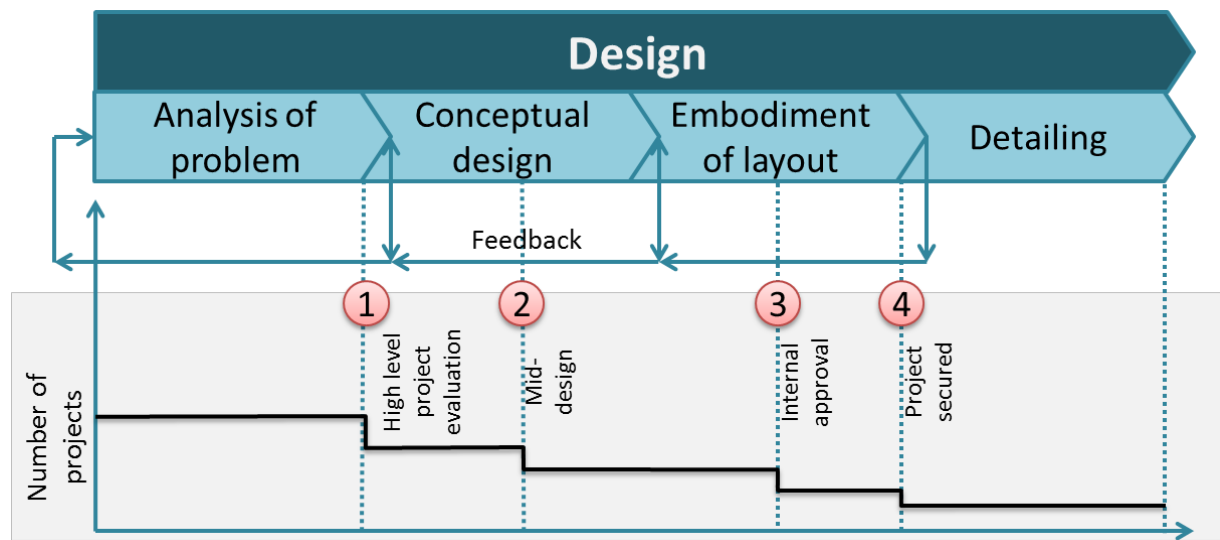 Design
Analysis of
problem
Conceptual
design
Embodiment
of layout
Detailing
Feedback
1
2
3
4
High level
project
evaluation
Mid-
design
Internal
approval
Project
secured
Number of
projects